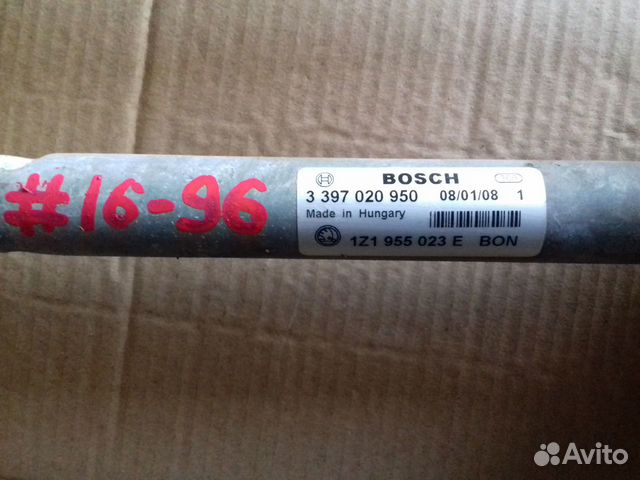 #16-96
BOSCH
3 397 020 950 08/01/08 1
Made in Hungary
1Z1 955 023 E BON
Avito